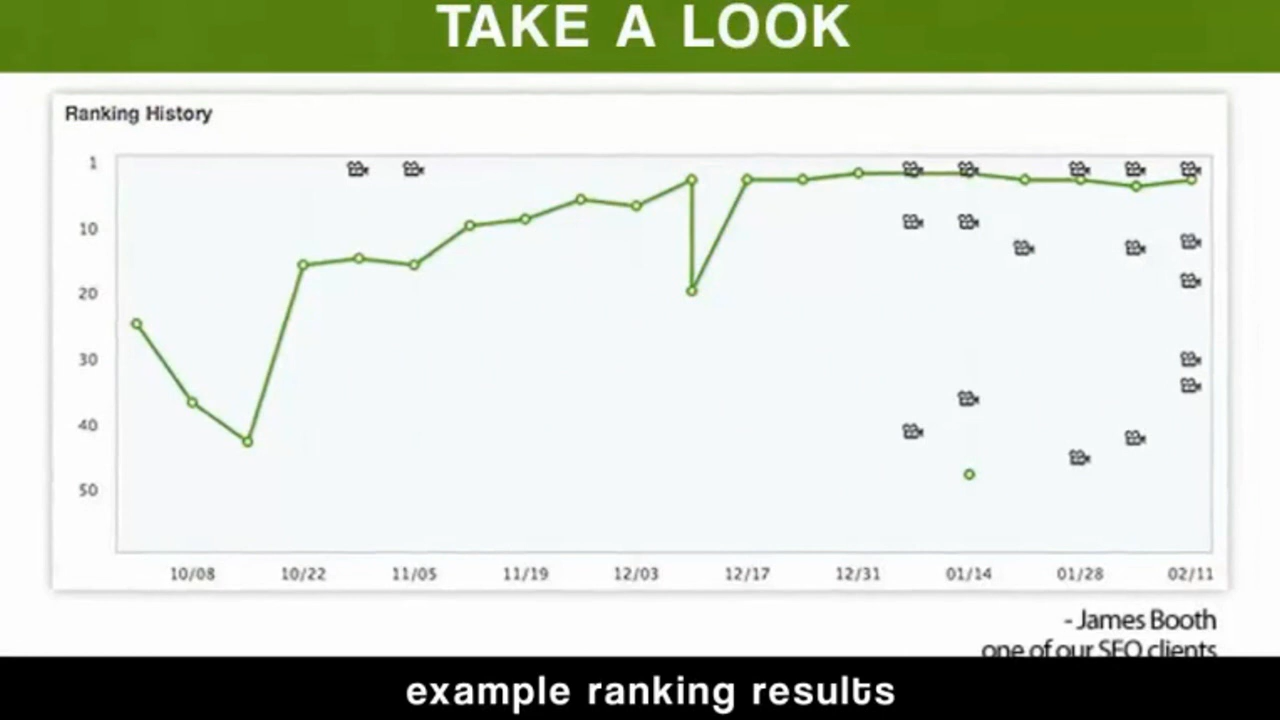 TAKE A LOOK
Ranking History
1
10
20
30
40
50
10/08 10/22 11/05 11/19 12/03 12/17 12/31 01/14 01/28 02/11
- James Booth
one of our SEO clients
example ranking results